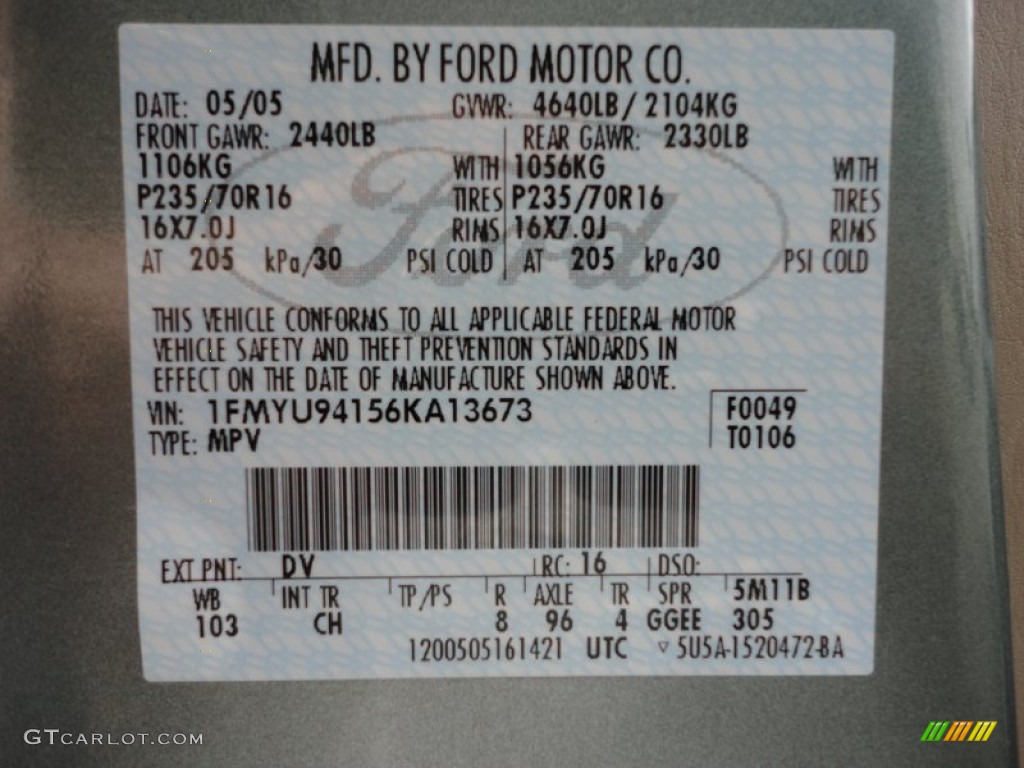 MFD. BY FORD MOTOR CO.
DATE: 05/05 GVWR: 4640LB/ 2104KG
FRONT GAWR: 2440LB REAR GAWR: 2330LB
1106KG WITH 1056KG WITH
P235/70R16 TIRES P235/70R16 TIRES
16X7.0J RIMS 16X7.0J RIMS
AT 205 kPa/30 PSI COLD AT 205 kPa/30 PSI COLD
Ford
THIS VEHICLE CONFORMS TO ALL APPLICABLE FEDERAL MOTOR
VEHICLE SAFETY AND THEFT PREVENTION STANDARDS IN
EFFECT ON THE DATE OF MANUFACTURE SHOWN ABOVE.
VIN: 1FMYU94156KA13673 F0049
TYPE: MPV T0106
EXT PNT: DV RC: 16 DSO:
WB INT TR TP/PS R AXLE TR SPR 5M11B
103 CH 8 96 4 GGEE 305
1200505161421 UTC ▽ 5U5A-1520472-BA
GTCARLOT.COM